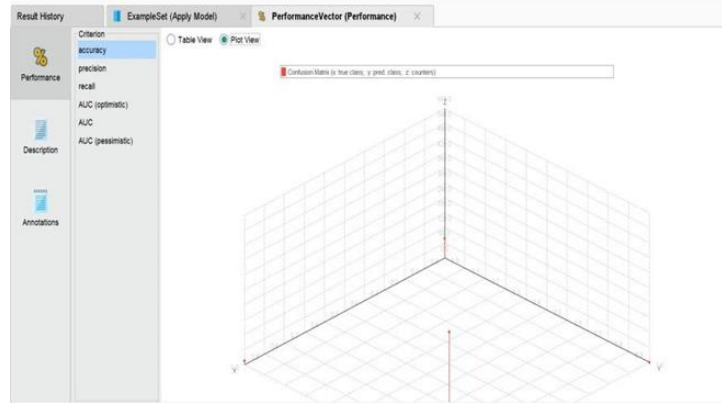 Result History
ExampleSet (Apply Model)
PerformanceVector (Performance)
%
Performance
Description
Annotations
Criterion
accuracy
precision
recall
AUC (optimistic)
AUC
AUC (pessimistic)
Table View
Plot View
Confusion Matrix (x: true class, y: pred. class, z: counters)
Z
Y
Y